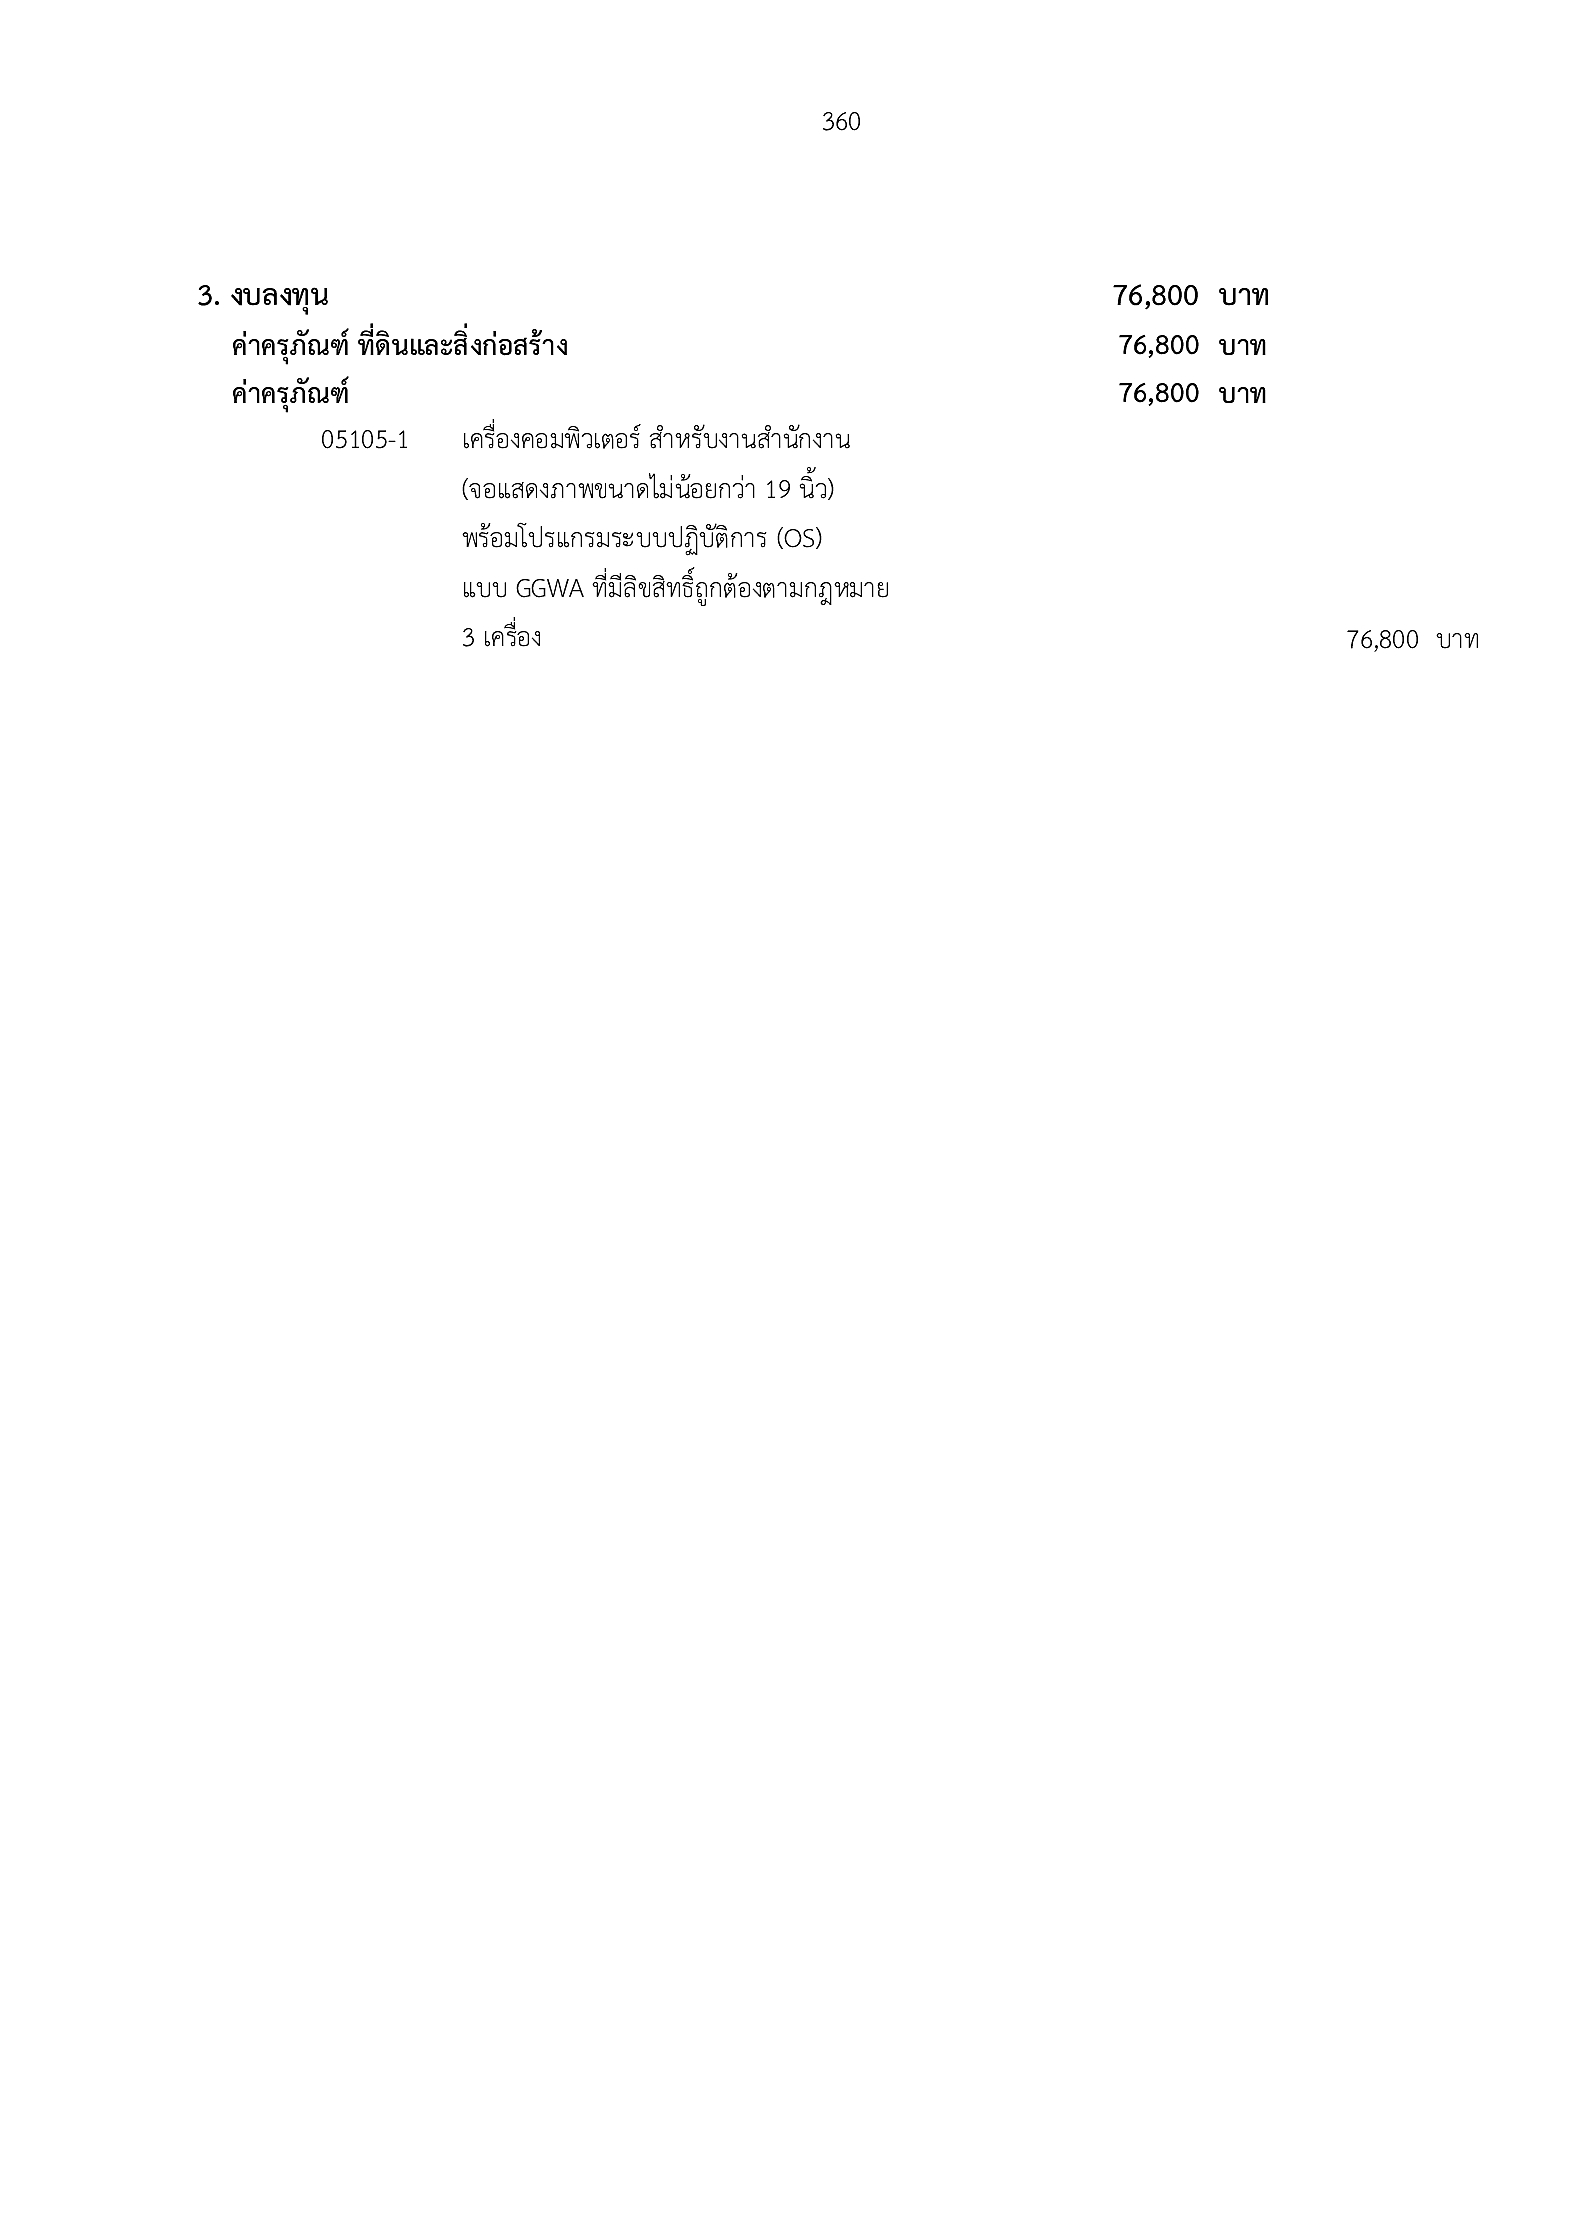 360
3. งบลงทุน 76,800 บาท
ค่าครุภัณฑ์ ที่ดินและสิ่งก่อสร้าง 76,800 บาท
ค่าครุภัณฑ์ 76,800 บาท
05105-1 เครื่องคอมพิวเตอร์ สำหรับงานสำนักงาน
(จอแสดงภาพขนาดไม่น้อยกว่า 19 นิ้ว)
พร้อมโปรแกรมระบบปฏิบัติการ (OS)
แบบ GGWA ที่มีลิขสิทธิ์ถูกต้องตามกฎหมาย
3 เครื่อง 76,800 บาท